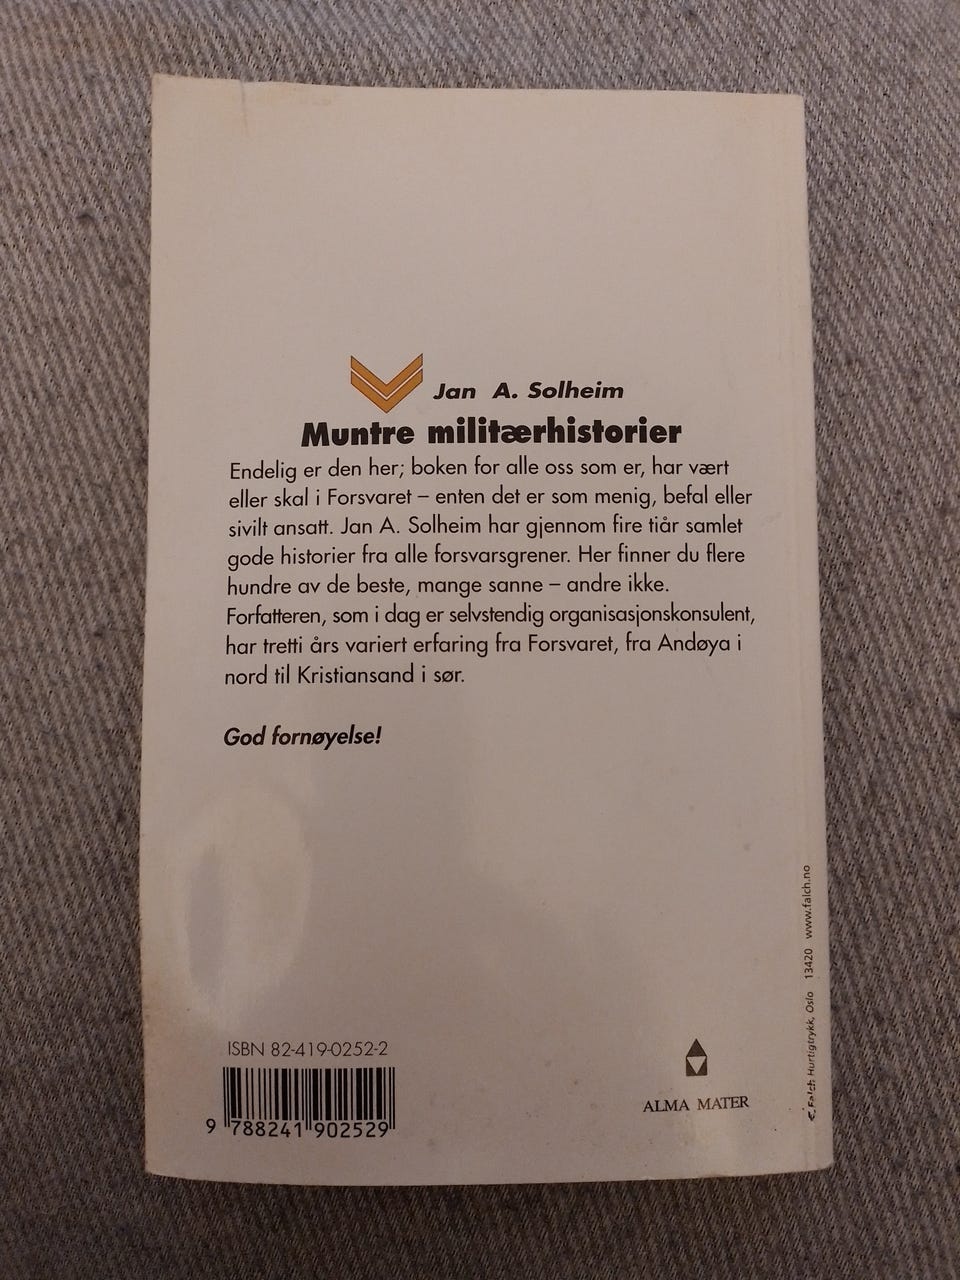 Jan A. Solheim
Muntre militærhistorier
Endelig er den her; boken for alle oss som er, har vært
eller skal i Forsvaret – enten det er som menig, befal eller
sivilt ansatt. Jan A. Solheim har gjennom fire tiår samlet
gode historier fra alle forsvarsgrener. Her finner du flere
hundre av de beste, mange sanne – andre ikke.
Forfatteren, som i dag er selvstendig organisasjonskonsulent,
har tretti års variert erfaring fra Forsvaret, fra Andøya i
nord til Kristiansand i sør.
God fornøyelse!
ISBN 82-419-0252-2
9 788241 902529
ALMA MATER
Falch Hurtigtrykk, Oslo 13420 www.falch.no